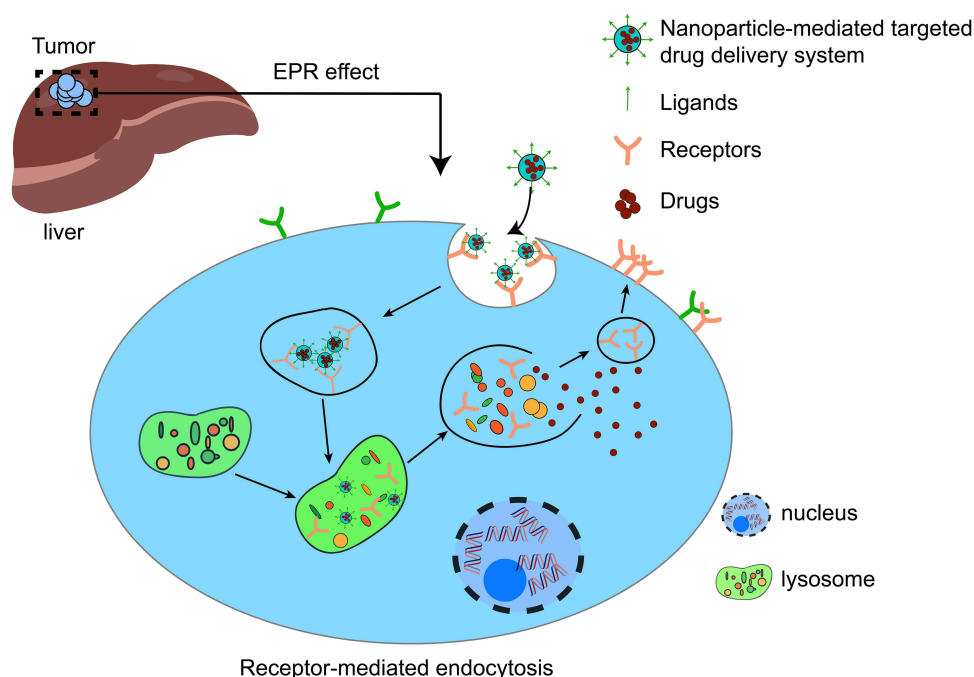 Tumor
EPR effect
liver
Nanoparticle-mediated targeted
drug delivery system
Ligands
Receptors
Drugs
nucleus
lysosome
Receptor-mediated endocytosis